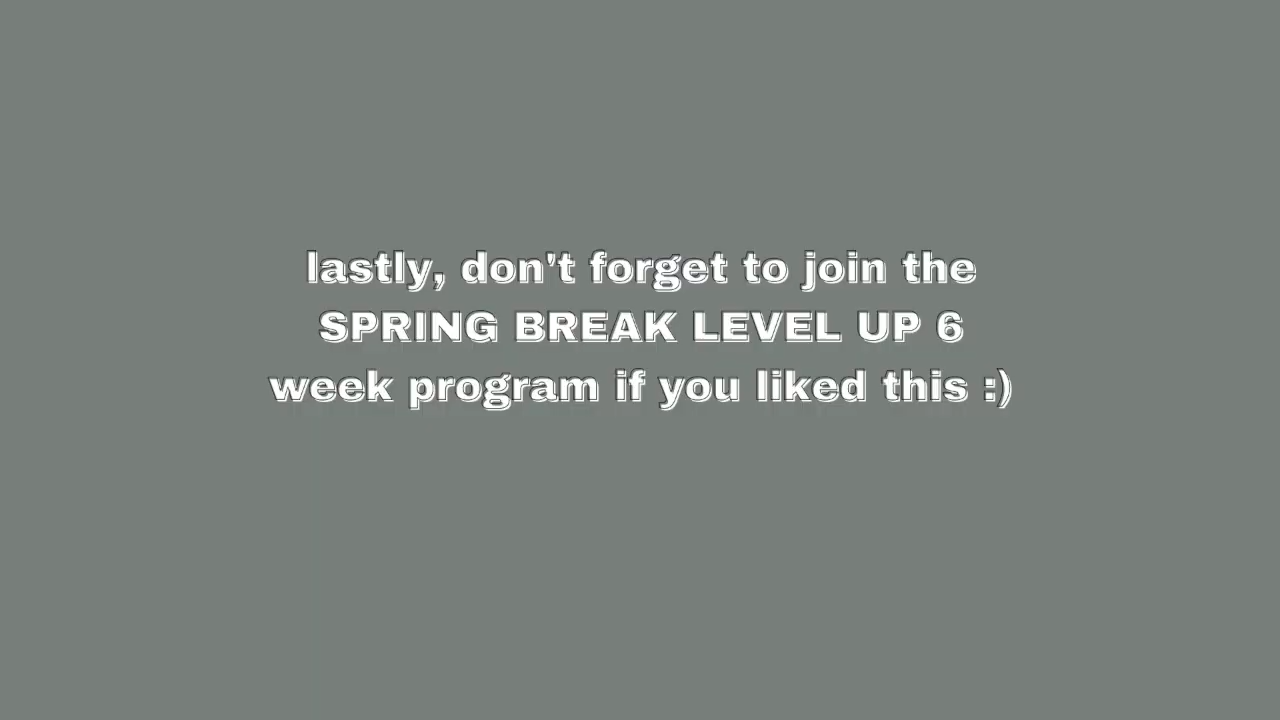 lastly, don't forget to join the
SPRING BREAK LEVEL UP 6
week program if you liked this :)